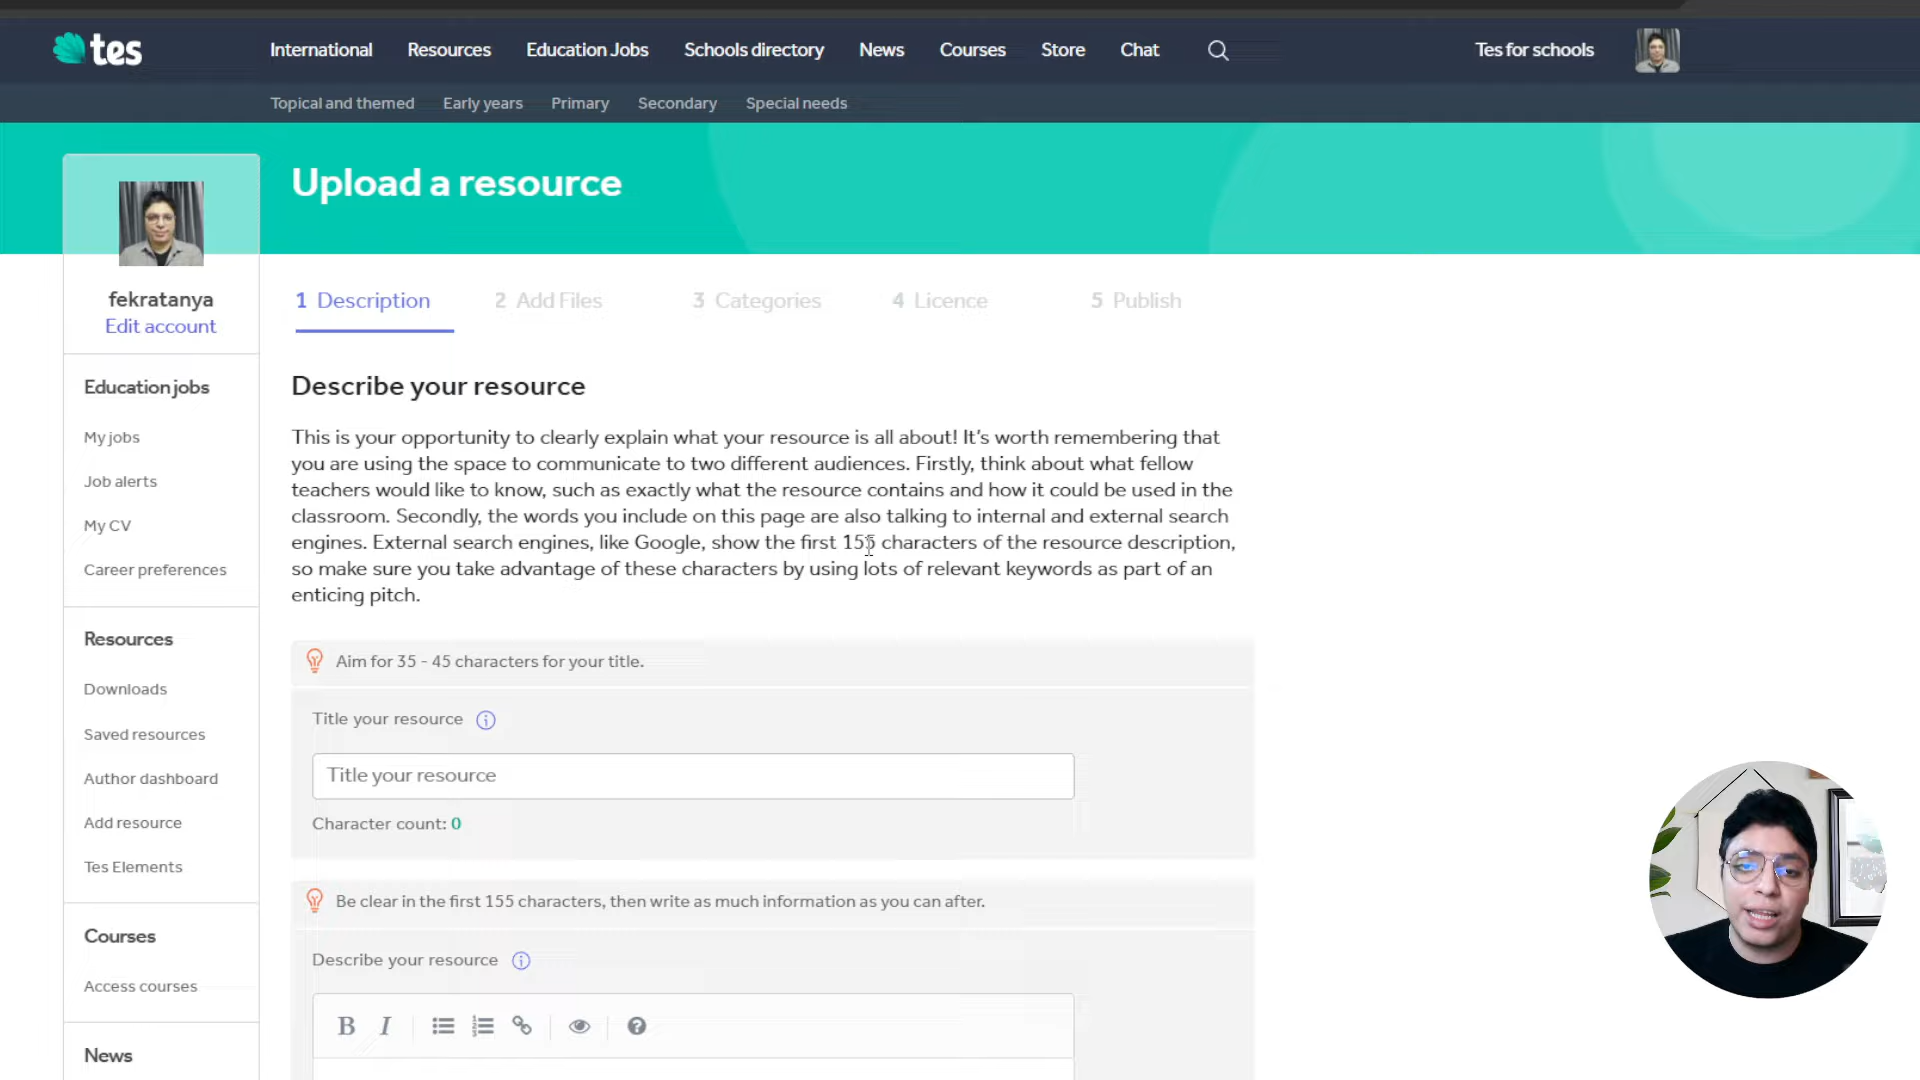 tes
International Resources Education Jobs Schools directory News Courses Store Chat Tes for schools
Topical and themed Early years Primary Secondary Special needs
Upload a resource
fekratanya
Edit account
Education jobs
My jobs
Job alerts
My CV
Career preferences
Resources
Downloads
Saved resources
Author dashboard
Add resource
Tes Elements
Courses
Access courses
News
1 Description 2 Add Files 3 Categories 4 Licence 5 Publish
Describe your resource
This is your opportunity to clearly explain what your resource is all about! It's worth remembering that
you are using the space to communicate to two different audiences. Firstly, think about what fellow
teachers would like to know, such as exactly what the resource contains and how it could be used in the
classroom. Secondly, the words you include on this page are also talking to internal and external search
engines. External search engines, like Google, show the first 155 characters of the resource description,
so make sure you take advantage of these characters by using lots of relevant keywords as part of an
enticing pitch.
Aim for 35 - 45 characters for your title.
Title your resource
Title your resource
Character count: 0
Be clear in the first 155 characters, then write as much information as you can after.
Describe your resource
B I